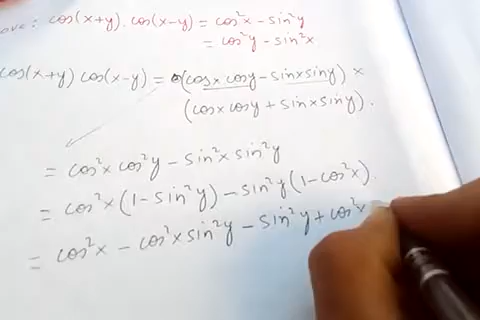 ove: cos(x+y). cos(x-y) = cos²x - sin²y
= cos²y - sin²x
cos(x+y) cos(x-y) = (cosx cosy - sinx siny) ×
(cosx cosy + sinx siny).
= cos²x cos²y - sin²x sin²y
= cos²x (1 - sin²y) - sin²y (1 - cos²x).
= cos²x - cos²x sin²y - sin²y + cos²x